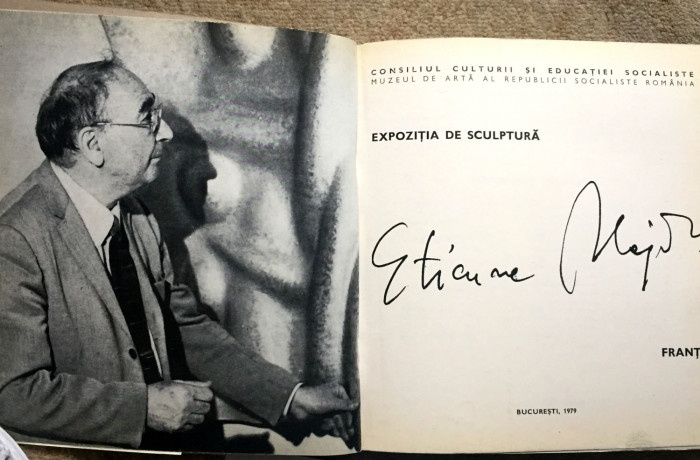 CONSILIUL CULTURII ȘI EDUCAȚIEI SOCIALISTE
MUZEUL DE ARTĂ AL REPUBLICII SOCIALISTE ROMÂNIA
EXPOZIȚIA DE SCULPTURĂ
Etienne
FRANȚ
BUCUREȘTI, 1979